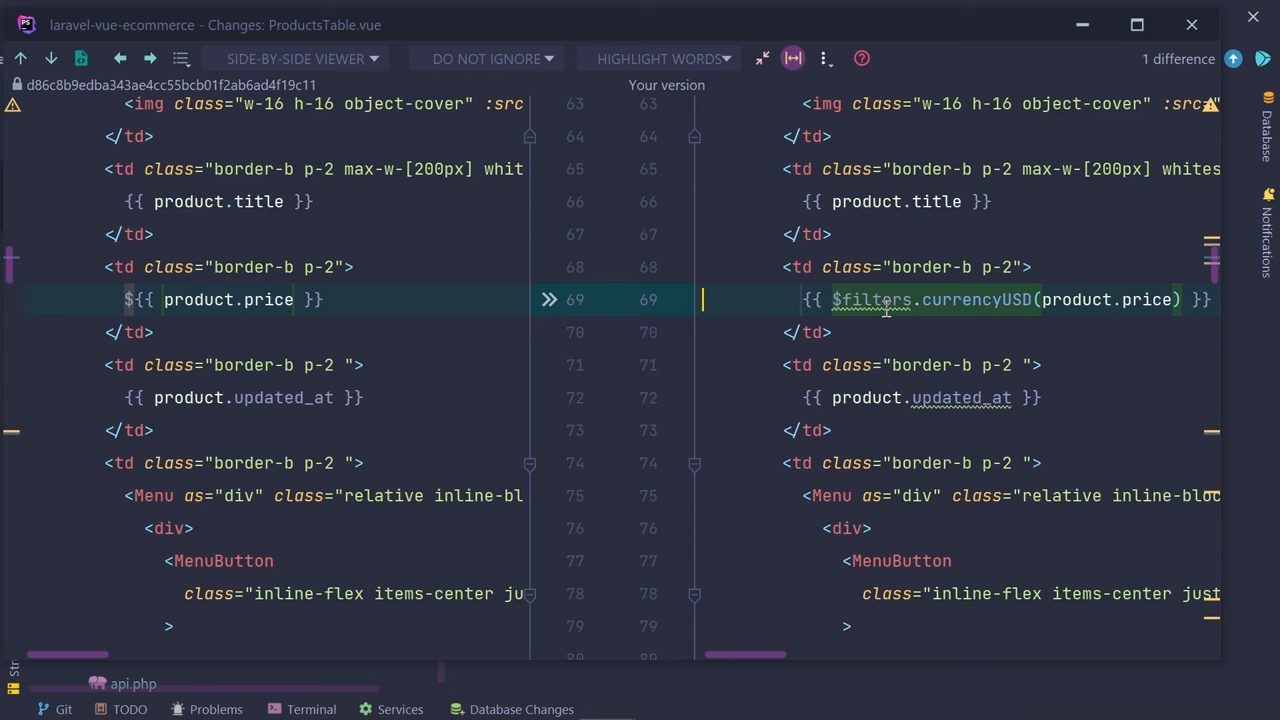 laravel-vue-ecommerce - Changes: ProductsTable.vue
SIDE-BY-SIDE VIEWER DO NOT IGNORE HIGHLIGHT WORDS 1 difference
d86c8b9edba343ae4cc55bcb01f2ab6ad4f19c11 Your version
<img class="w-16 h-16 object-cover" :src 63 63 <img class="w-16 h-16 object-cover" :src="
</td> 64 64 </td>
<td class="border-b p-2 max-w-[200px] whit 65 65 <td class="border-b p-2 max-w-[200px] whites
{{ product.title }} 66 66 {{ product.title }}
</td> 67 67 </td>
<td class="border-b p-2"> 68 68 <td class="border-b p-2">
${{ product.price }} 69 69 {{ $filters.currencyUSD(product.price) }}
</td> 70 70 </td>
<td class="border-b p-2 "> 71 71 <td class="border-b p-2 ">
{{ product.updated_at }} 72 72 {{ product.updated_at }}
</td> 73 73 </td>
<td class="border-b p-2 "> 74 74 <td class="border-b p-2 ">
<Menu as="div" class="relative inline-bl 75 75 <Menu as="div" class="relative inline-bloc
<div> 76 76 <div>
<MenuButton 77 77 <MenuButton
class="inline-flex items-center ju 78 78 class="inline-flex items-center just
> 79 79 >
Database
Notifications
api.php
Git TODO Problems Terminal Services Database Changes